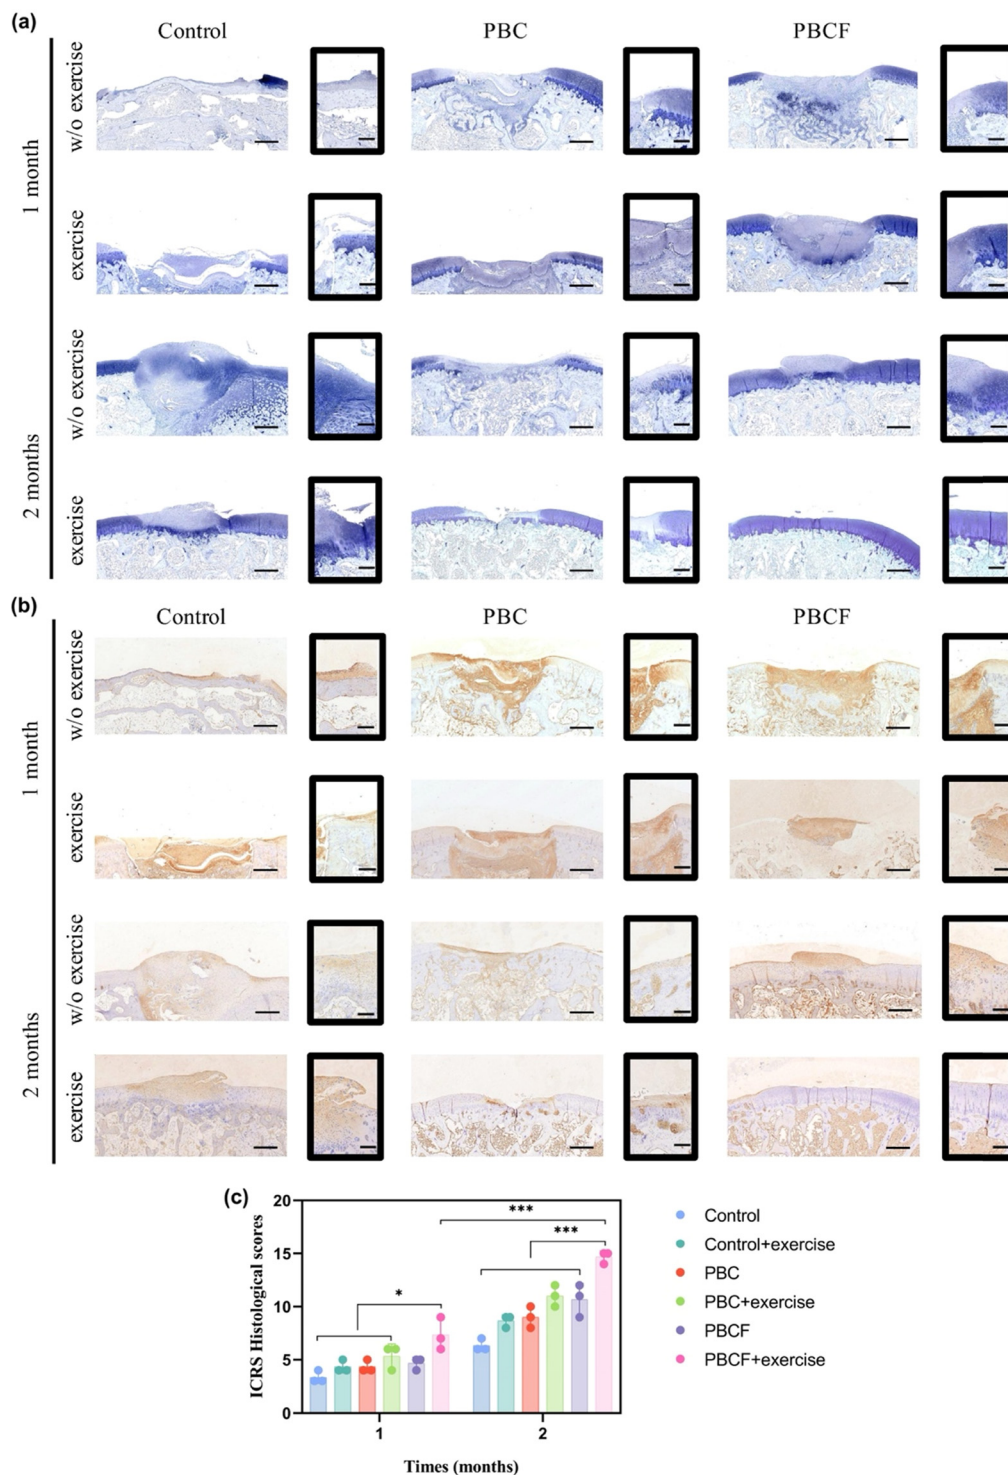 (a)
Control PBC PBCF
1 month
w/o exercise
exercise
2 months
w/o exercise
exercise
(b)
Control PBC PBCF
1 month
w/o exercise
exercise
2 months
w/o exercise
exercise
(c)
ICRS Histological scores
20
15
10
5
0
*
***
***
1 2
Times (months)
Control
Control+exercise
PBC
PBC+exercise
PBCF
PBCF+exercise